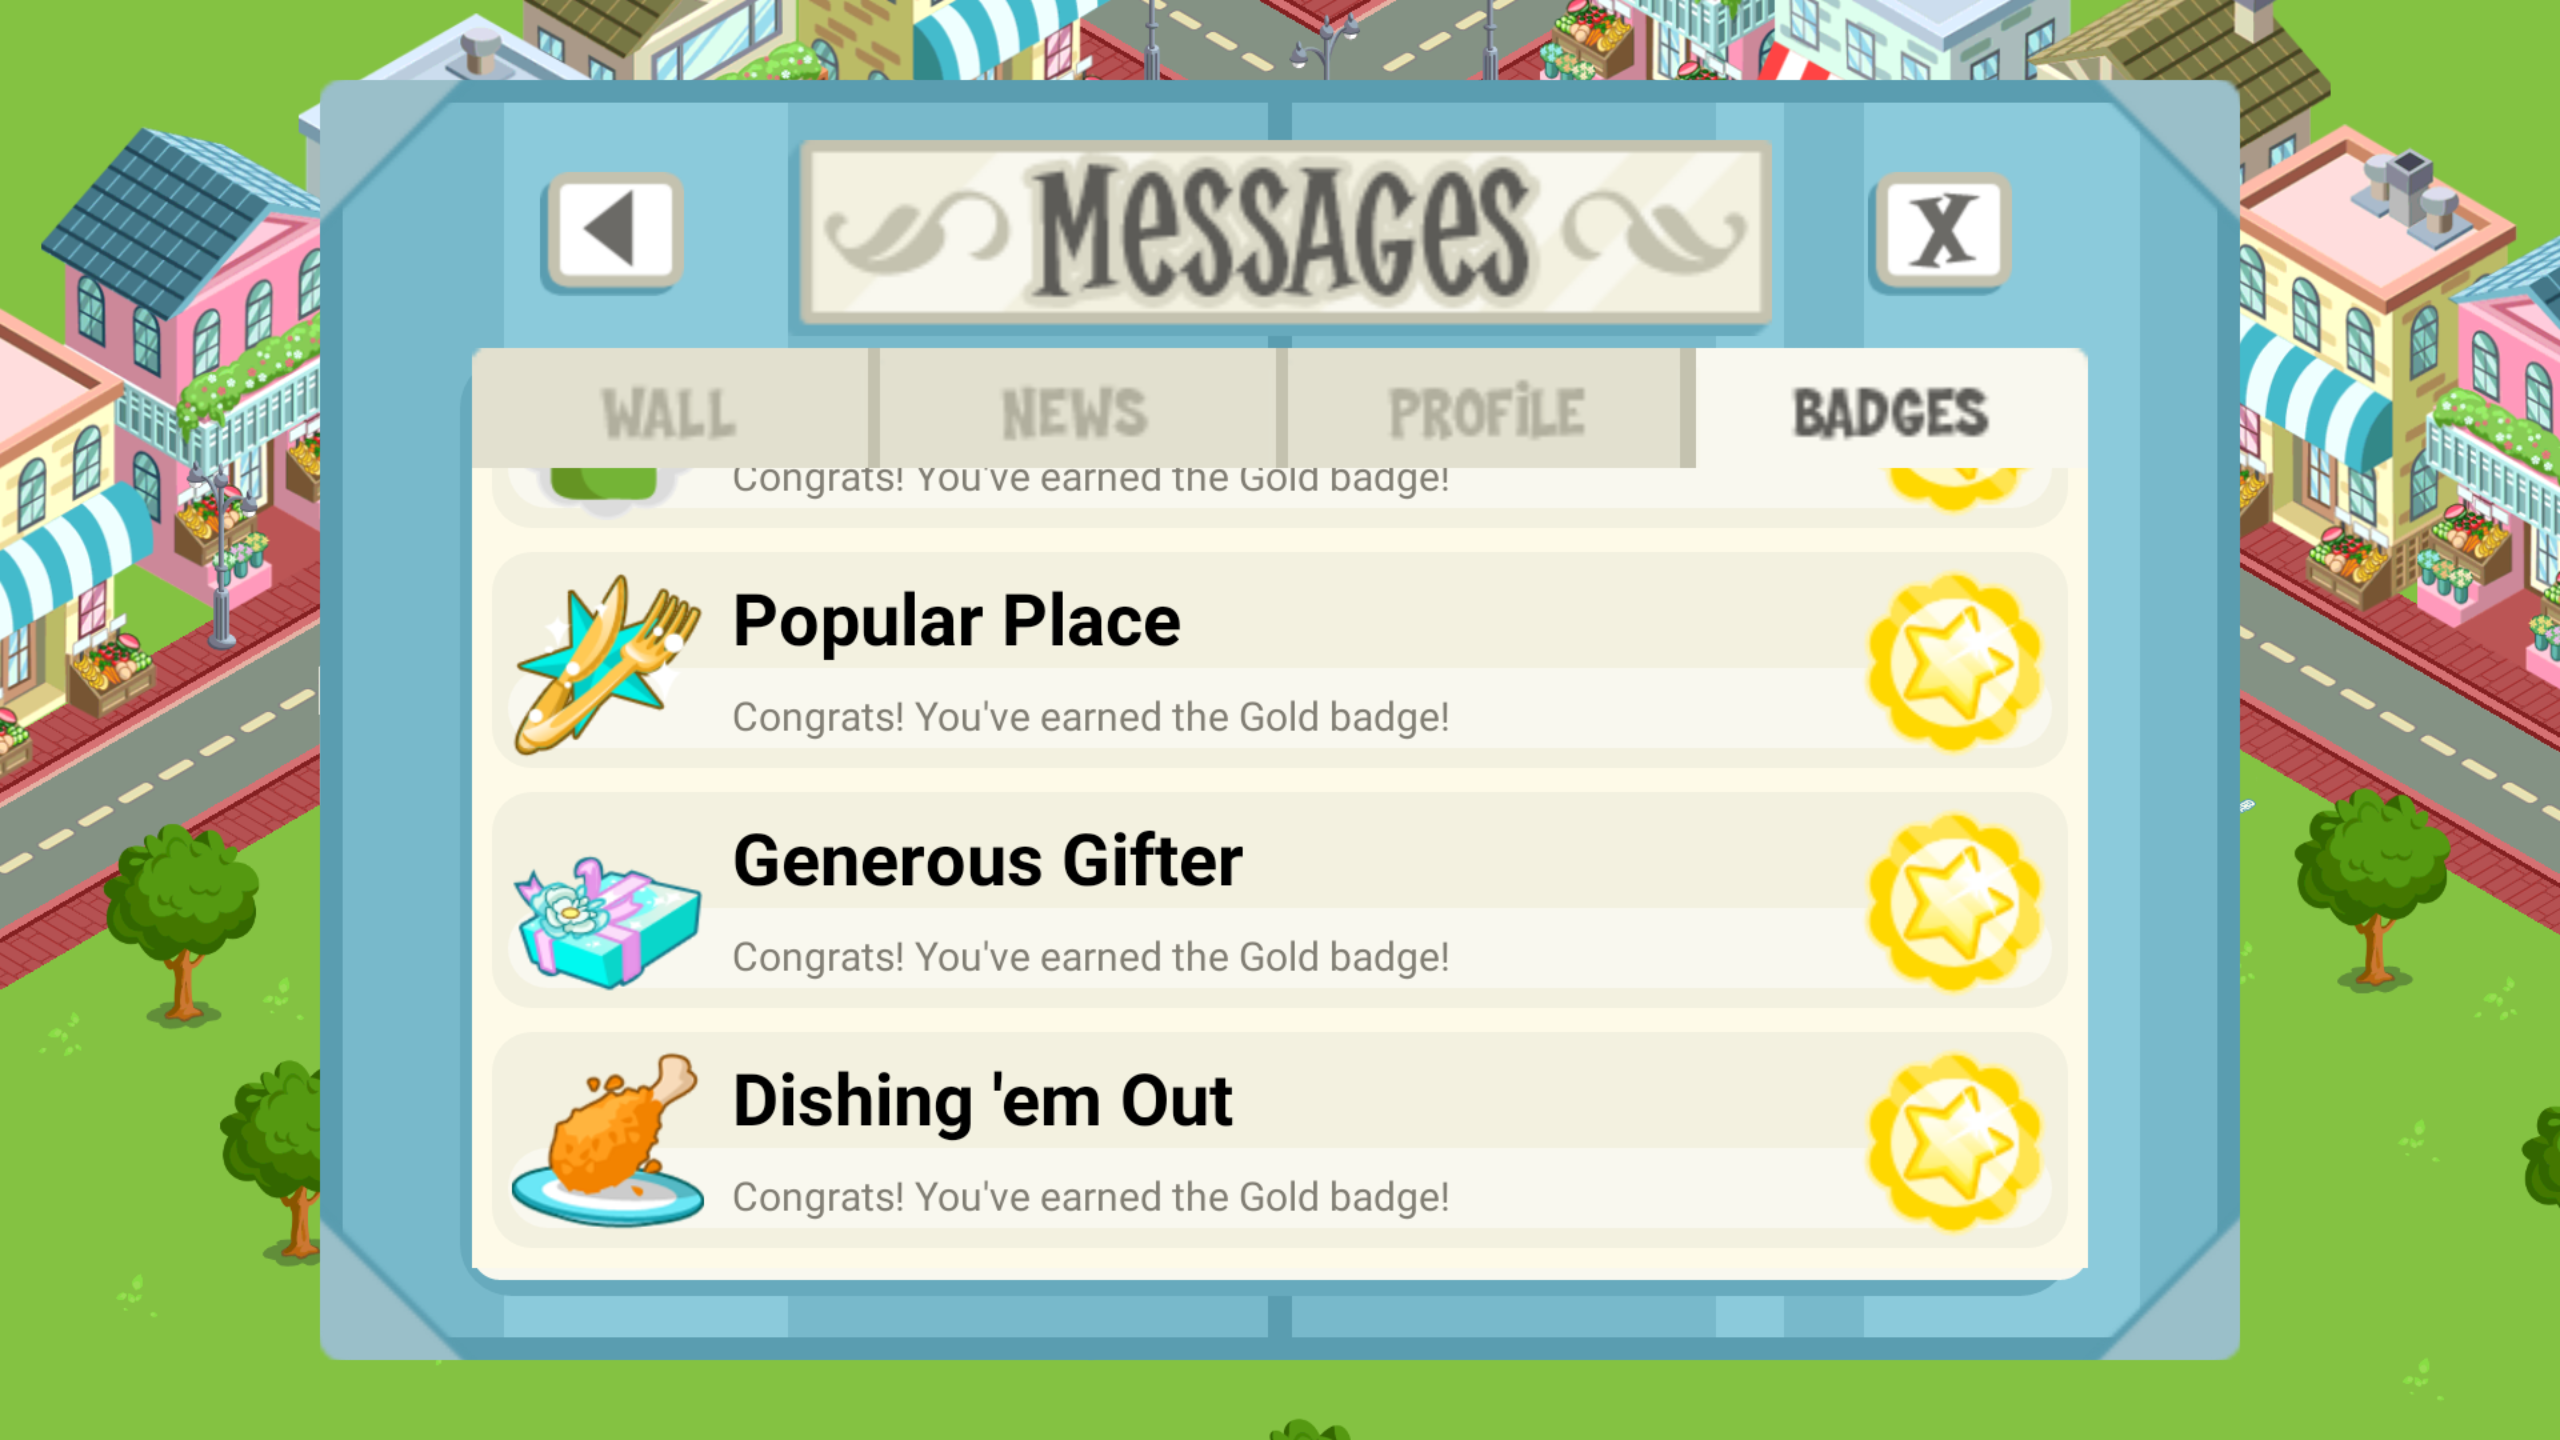 MESSAGES
X
WALL
NEWS
PROFILE
BADGES
Congrats! You've earned the Gold badge!
Popular Place
Congrats! You've earned the Gold badge!
Generous Gifter
Congrats! You've earned the Gold badge!
Dishing 'em Out
Congrats! You've earned the Gold badge!